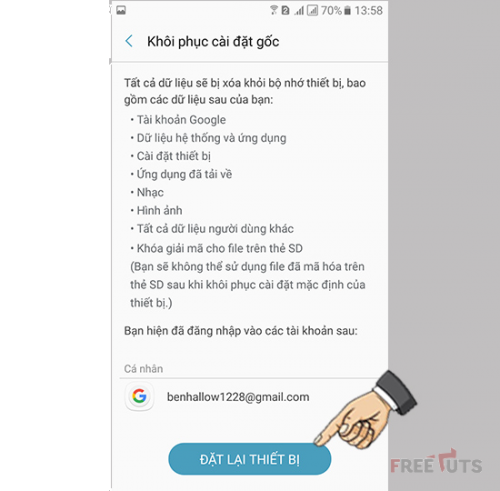 70% 13:58
Khôi phục cài đặt gốc
Tất cả dữ liệu sẽ bị xóa khỏi bộ nhớ thiết bị, bao
gồm các dữ liệu sau của bạn:
• Tài khoản Google
• Dữ liệu hệ thống và ứng dụng
• Cài đặt thiết bị
• Ứng dụng đã tải về
• Nhạc
• Hình ảnh
• Tất cả dữ liệu người dùng khác
• Khóa giải mã cho file trên thẻ SD
(Bạn sẽ không thể sử dụng file đã mã hóa trên
thẻ SD sau khi khôi phục cài đặt mặc định của
thiết bị.)
Bạn hiện đã đăng nhập vào các tài khoản sau:
Cá nhân
G benhallow1228@gmail.com
ĐẶT LẠI THIẾT BỊ
FREETUTS